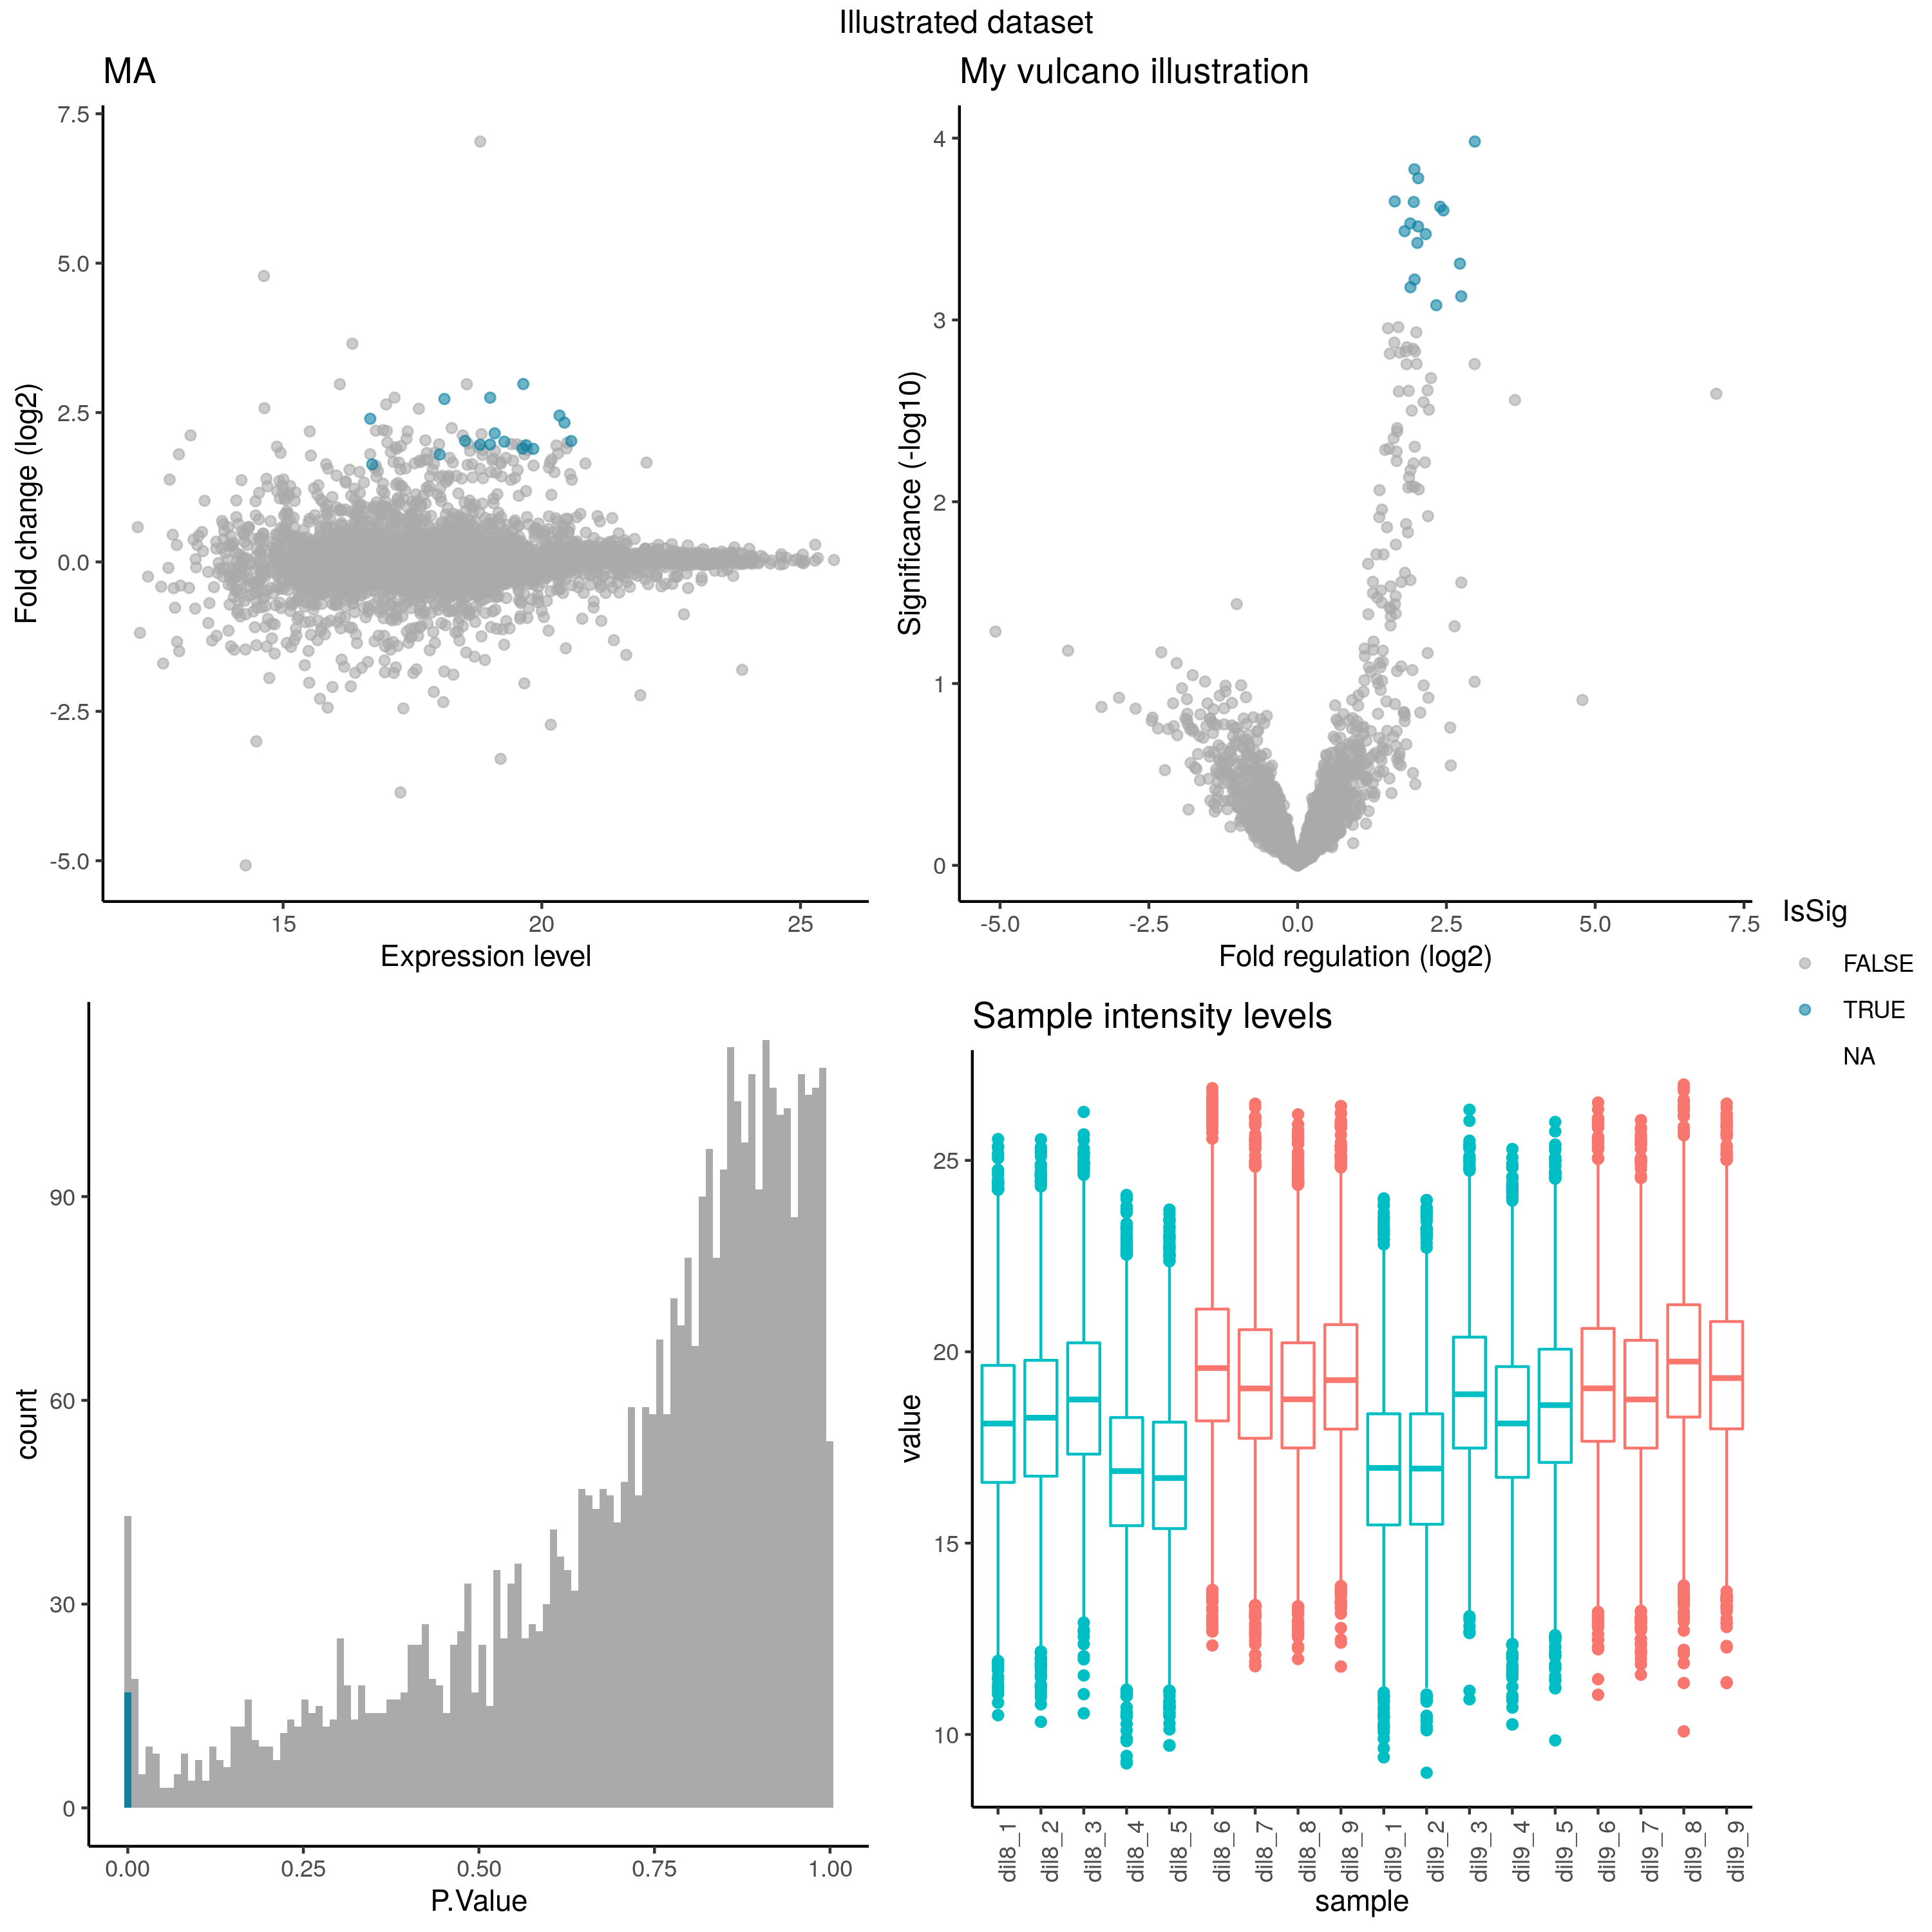 Illustrated dataset
MA
7.5
5.0
2.5
0.0
-2.5
-5.0
Fold change (log2)
15 20 25
Expression level
My vulcano illustration
4
3
2
1
0
Significance (-log10)
-5.0 -2.5 0.0 2.5 5.0 7.5
Fold regulation (log2)
IsSig
FALSE
TRUE
NA
90
60
30
0
count
0.00 0.25 0.50 0.75 1.00
P.Value
Sample intensity levels
25
20
15
10
value
dil8_1
dil8_2
dil8_3
dil8_4
dil8_5
dil8_6
dil8_7
dil8_8
dil8_9
dil9_1
dil9_2
dil9_3
dil9_4
dil9_5
dil9_6
dil9_7
dil9_8
dil9_9
sample